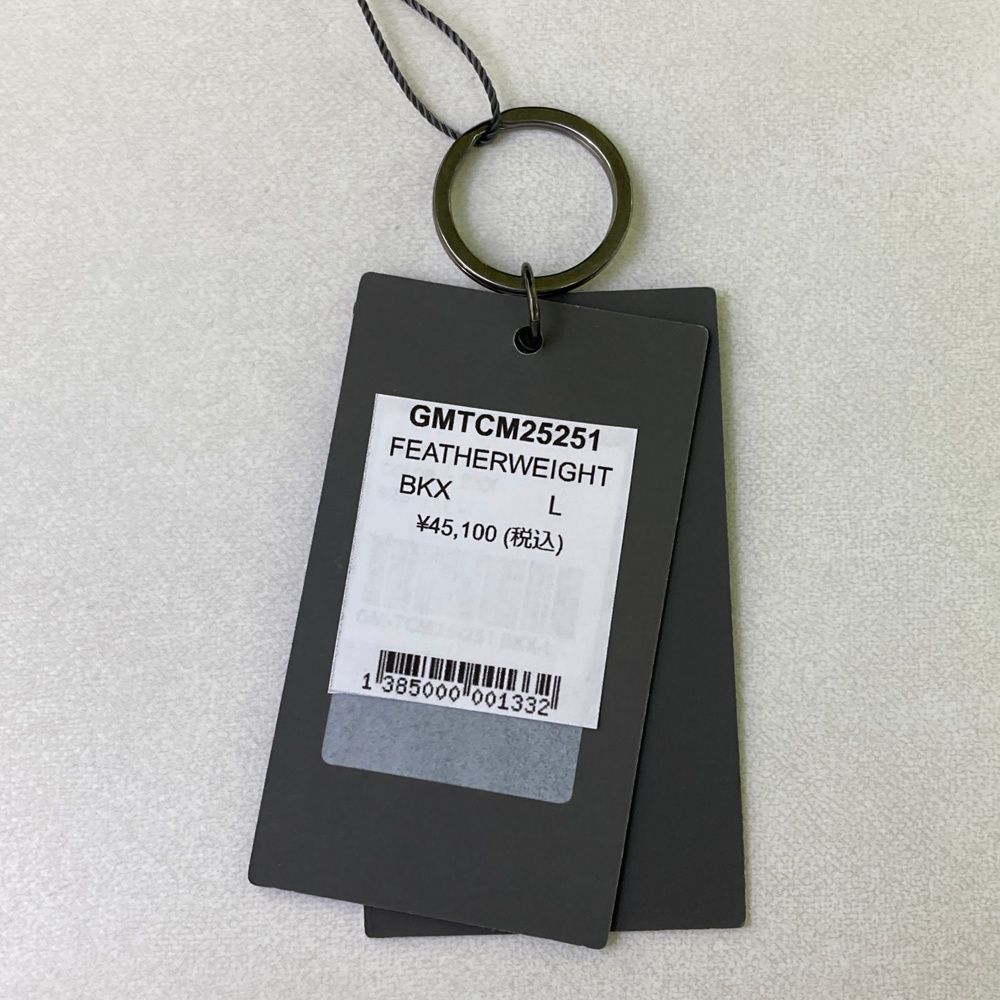 GMTCM25251
FEATHERWEIGHT
BKX L
¥45,100 (税込)
1 385000 001332